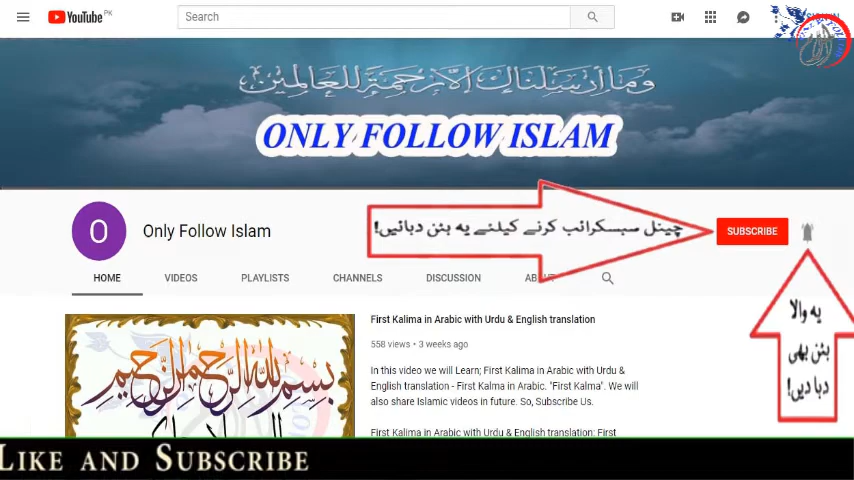 YouTube PK
Search
وما أرسلناك إلا رحمة للعالمين
ONLY FOLLOW ISLAM
O
Only Follow Islam
چینل سبسکرائب کرنے کیلئے یہ بٹن دبائیں!
SUBSCRIBE
HOME VIDEOS PLAYLISTS CHANNELS DISCUSSION
یہ والا
بٹن بھی
دبا دیں!
First Kalima in Arabic with Urdu & English translation
558 views • 3 weeks ago
In this video we will Learn; First Kalima in Arabic with Urdu &
English translation - First Kalma in Arabic. "First Kalma". We will
also share Islamic videos in future. So, Subscribe Us.
First Kalima in Arabic with Urdu & English translation: First
بسم الله الرحمن الرحيم
LIKE AND SUBSCRIBE